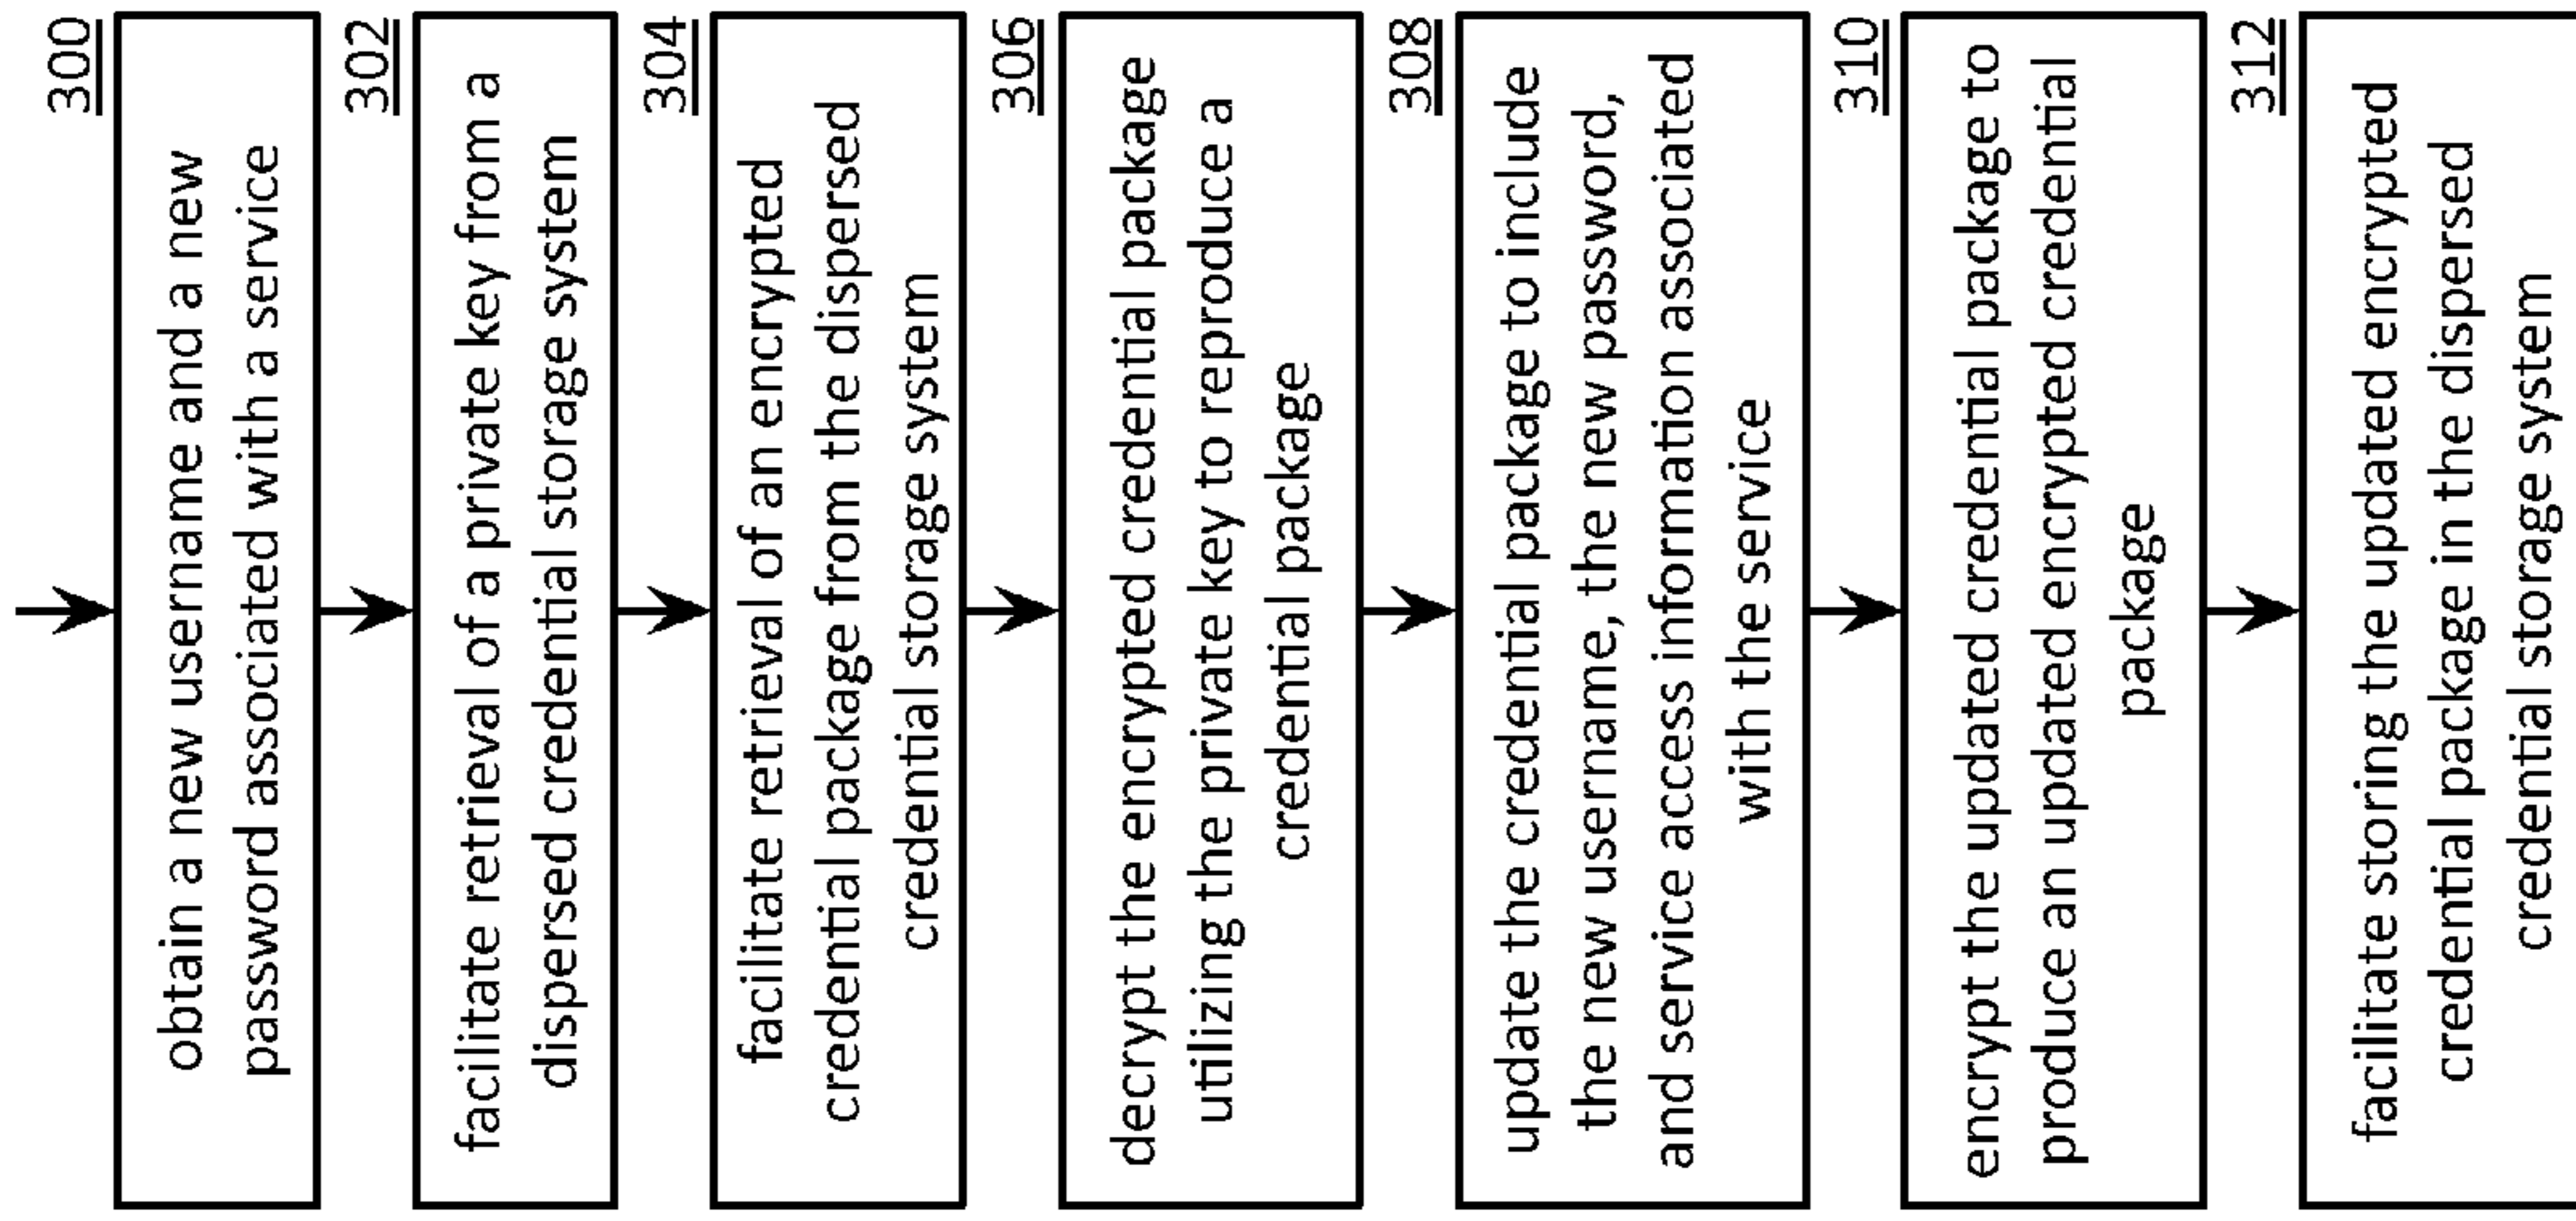 300
obtain a new username and a new
password associated with a service
302
facilitate retrieval of a private key from a
dispersed credential storage system
304
facilitate retrieval of an encrypted
credential package from the dispersed
credential storage system
306
decrypt the encrypted credential package
utilizing the private key to reproduce a
credential package
308
update the credential package to include
the new username, the new password,
and service access information associated
with the service
310
encrypt the updated credential package to
produce an updated encrypted credential
package
312
facilitate storing the updated encrypted
credential package in the dispersed
credential storage system